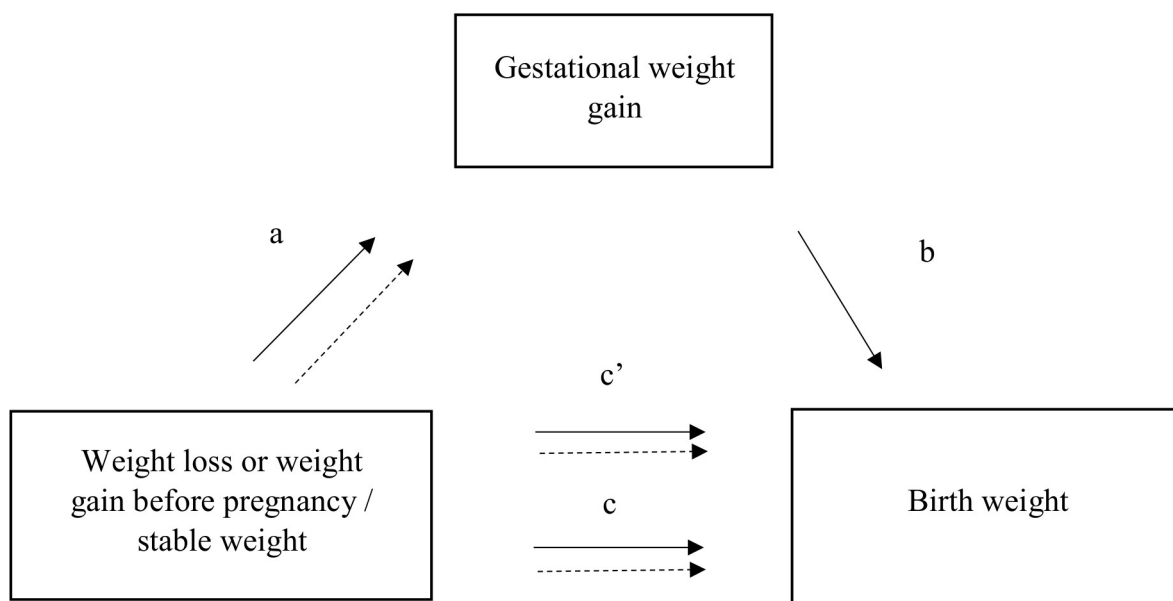 Gestational weight
gain
a
b
c’
Weight loss or weight
gain before pregnancy /
stable weight
c
Birth weight